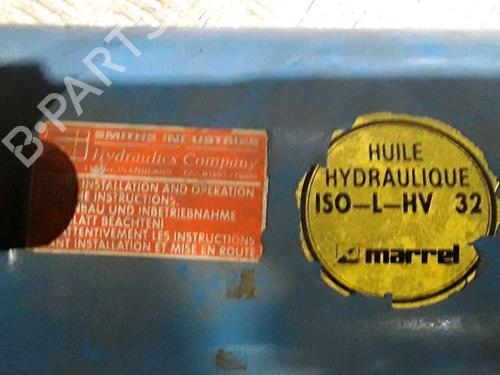 SMITHS INDUSTRIES
Hydraulics Company
INSTALLATION AND OPERATION
INSTRUCTIONS.
BAU UND INBETRIEBNAHME
BLATT BEACHTEN!
ATTENTIVEMENT LES INSTRUCTIONS
INSTALLATION ET MISE EN ROUTE
HUILE
HYDRAULIQUE
ISO-L-HV 32
marrel
B-PARTS